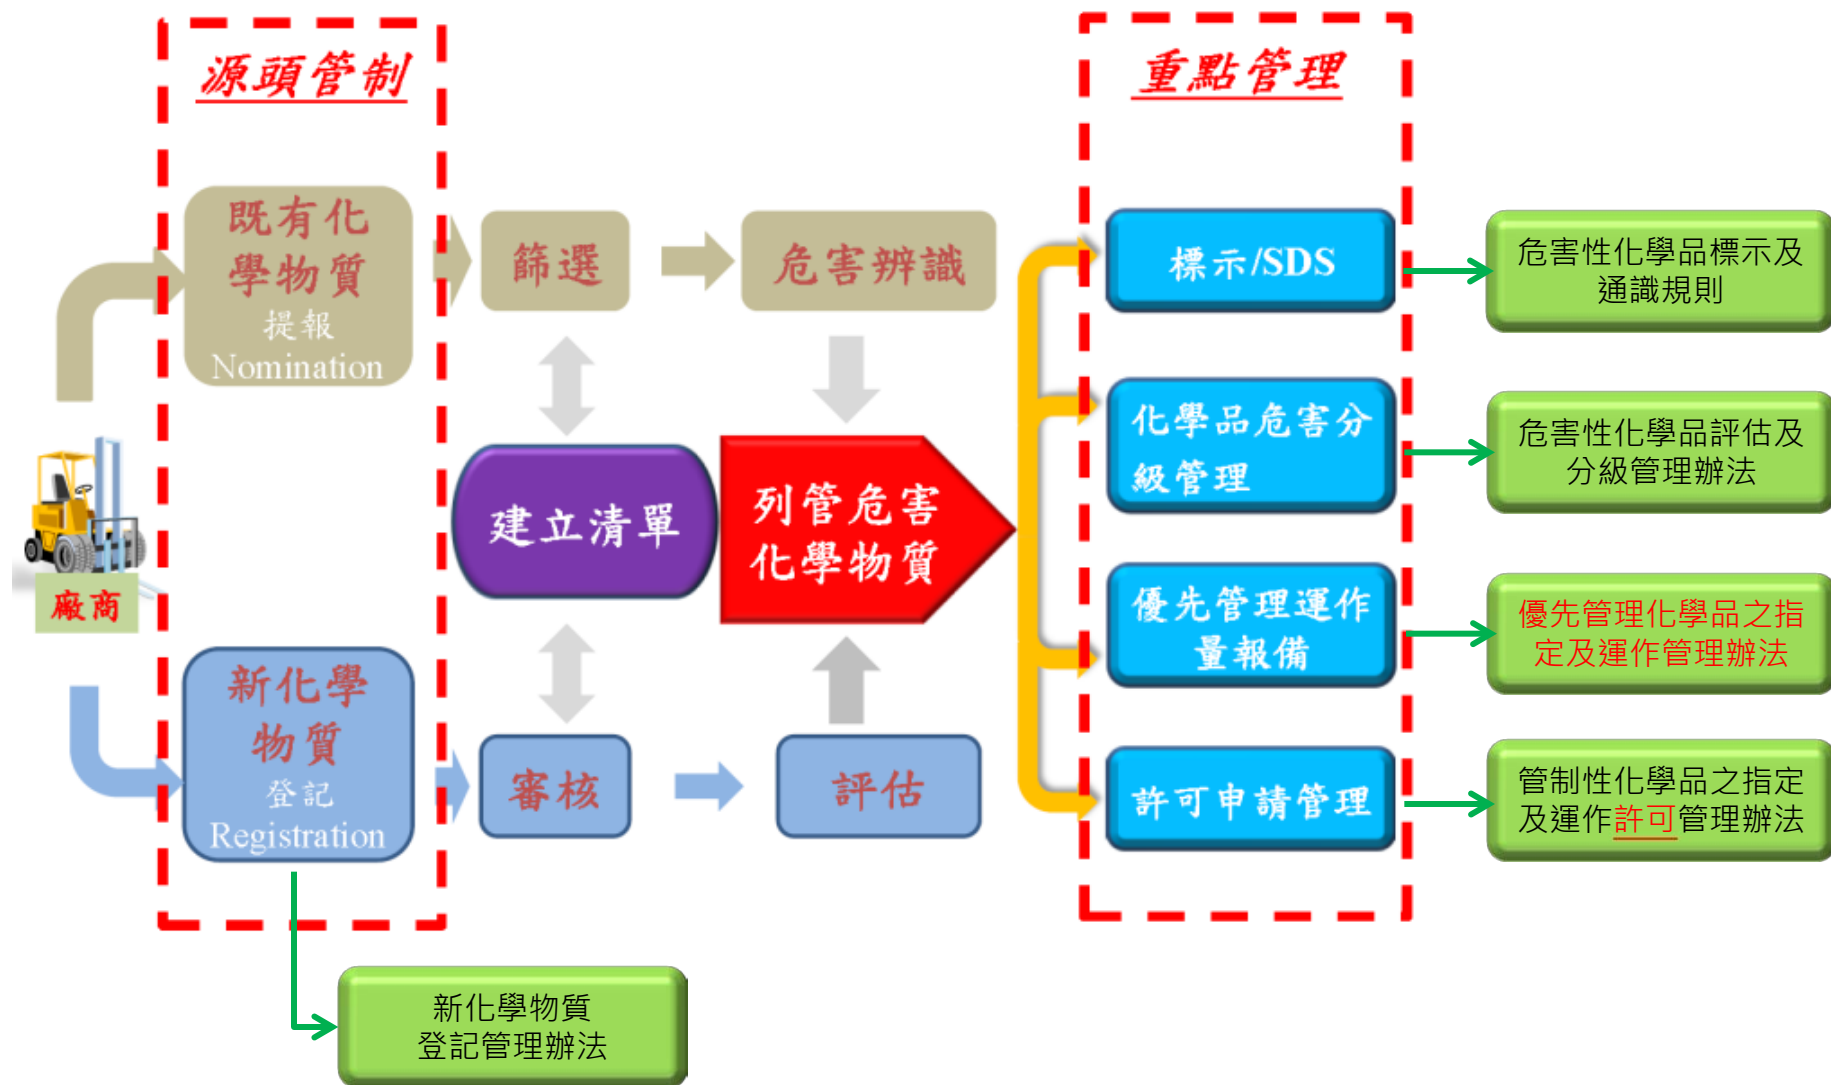 源頭管制
重點管理
既有化
學物質
提報
Nomination
篩選
危害辨識
標示/SDS
危害性化學品標示及
通識規則
化學品危害分
級管理
危害性化學品評估及
分級管理辦法
建立清單
列管危害
化學物質
廠商
優先管理運作
量報備
優先管理化學品之指
定及運作管理辦法
新化學
物質
登記
Registration
審核
評估
許可申請管理
管制性化學品之指定
及運作許可管理辦法
新化學物質
登記管理辦法